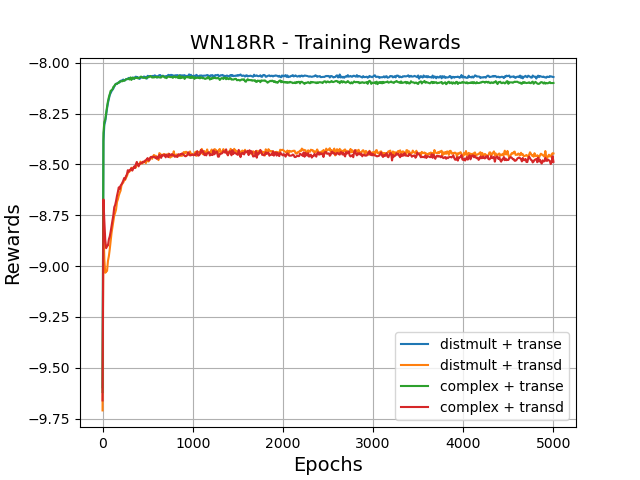 WN18RR - Training Rewards
Rewards
−8.00
−8.25
−8.50
−8.75
−9.00
−9.25
−9.50
−9.75
distmult + transe
distmult + transd
complex + transe
complex + transd
0 1000 2000 3000 4000 5000
Epochs